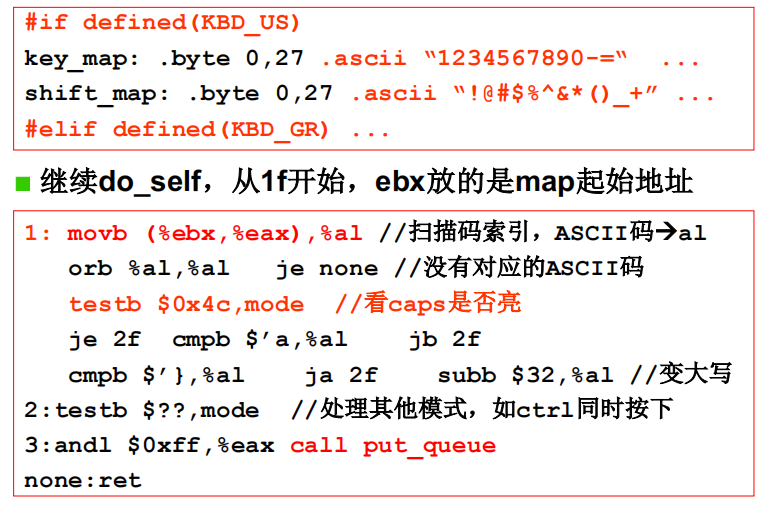 #if defined(KBD_US)
key_map: .byte 0,27 .ascii “1234567890-=“ ...
shift_map: .byte 0,27 .ascii “!@#$%^&*()_+” ...
#elif defined(KBD_GR) ...
■ 继续do_self，从1f开始，ebx放的是map起始地址
1: movb (%ebx,%eax),%al //扫描码索引，ASCII码→al
orb %al,%al je none //没有对应的ASCII码
testb $0x4c,mode //看caps是否亮
je 2f cmpb $’a,%al jb 2f
cmpb $’},%al ja 2f subb $32,%al //变大写
2:testb $??,mode //处理其他模式，如ctrl同时按下
3:andl $0xff,%eax call put_queue
none:ret